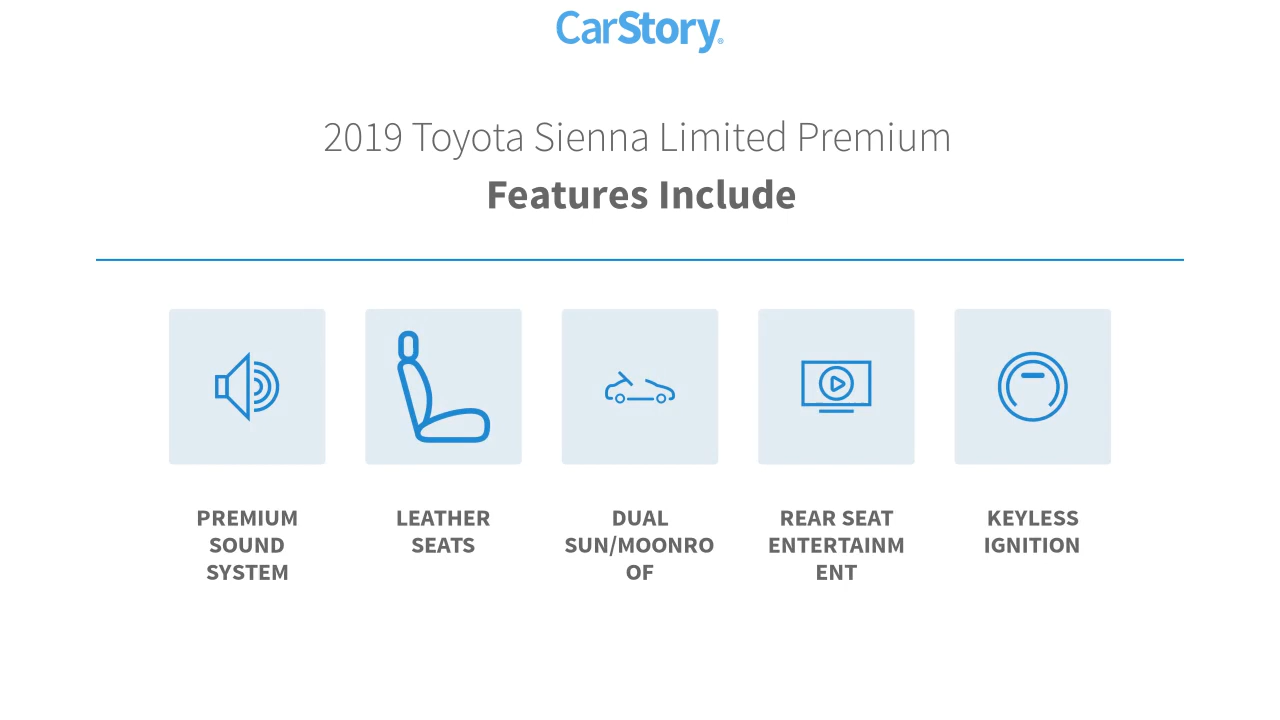 CarStory®
2019 Toyota Sienna Limited Premium
Features Include
PREMIUM
SOUND
SYSTEM
LEATHER
SEATS
DUAL
SUN/MOONRO
OF
REAR SEAT
ENTERTAINM
ENT
KEYLESS
IGNITION